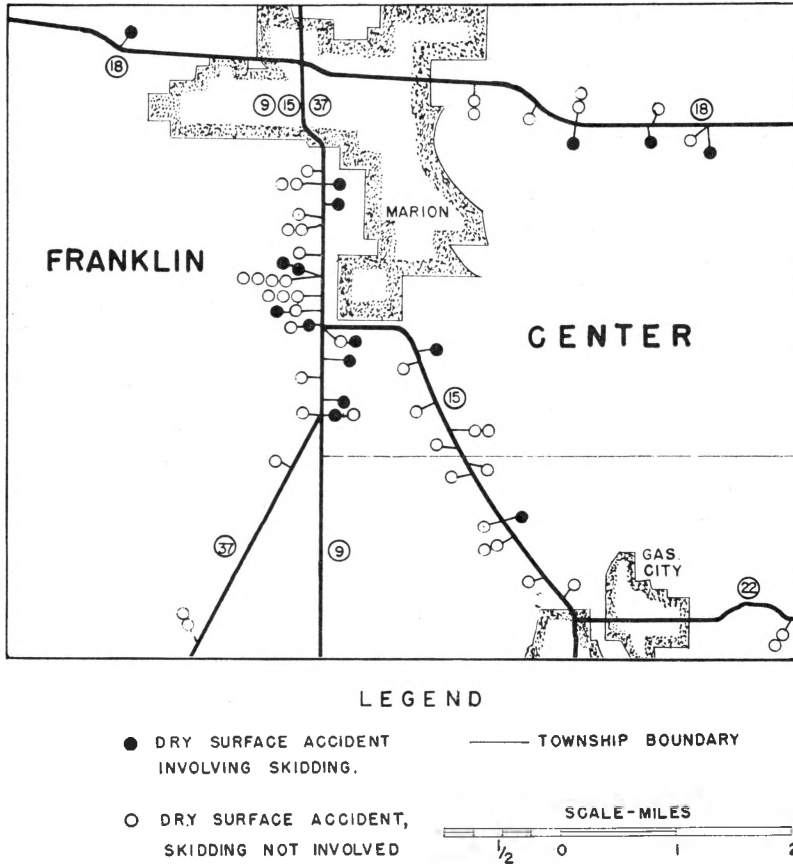 18
9 15 37
18
MARION
FRANKLIN
CENTER
15
37
9
GAS
CITY
22
LEGEND
DRY SURFACE ACCIDENT
INVOLVING SKIDDING.
TOWNSHIP BOUNDARY
DRY SURFACE ACCIDENT,
SKIDDING NOT INVOLVED
SCALE-MILES
1/2 0 1 2